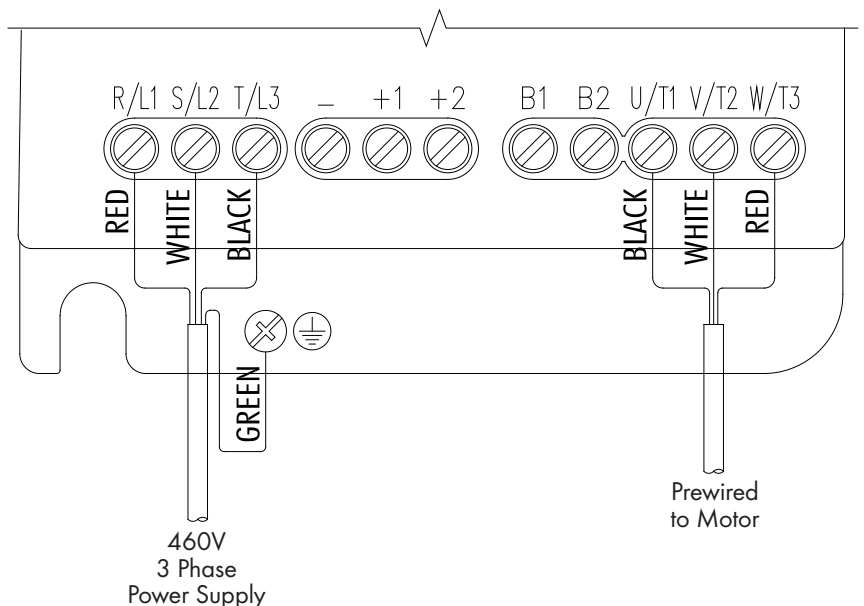 R/L1 S/L2 T/L3 – +1 +2 B1 B2 U/T1 V/T2 W/T3
RED WHITE BLACK BLACK WHITE RED
GREEN
Prewired
to Motor
460V
3 Phase
Power Supply